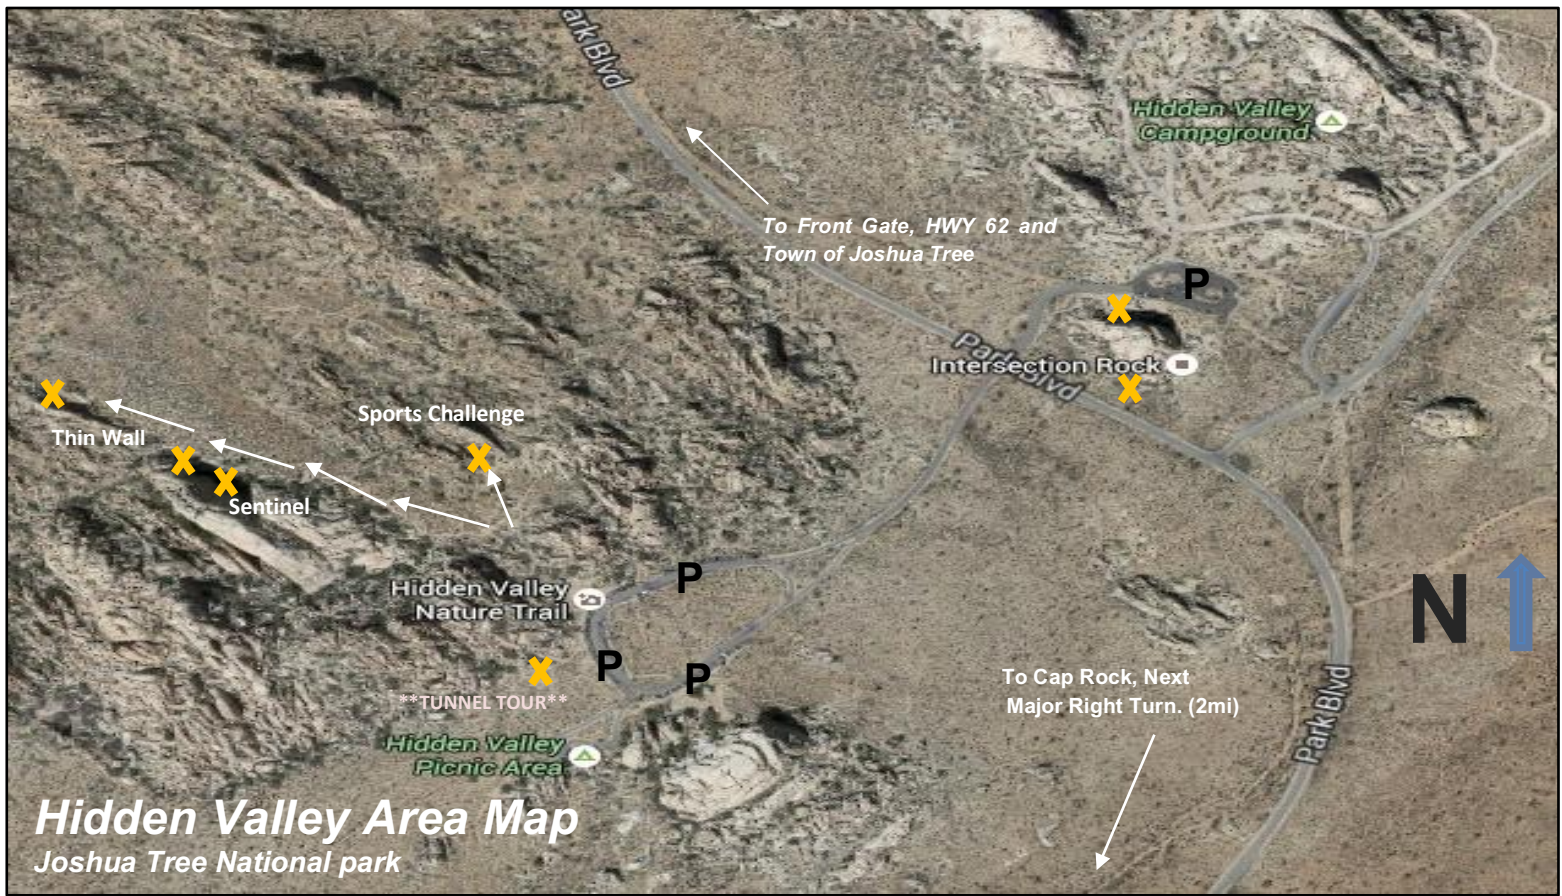 Park Blvd
Hidden Valley
Campground
To Front Gate, HWY 62 and
Town of Joshua Tree
P
X
Park Blvd
Intersection Rock
X
X
Thin Wall
Sports Challenge
X
X
X
Sentinel
Hidden Valley
Nature Trail
P
P
P
X
**TUNNEL TOUR**
Hidden Valley
Picnic Area
N
To Cap Rock, Next
Major Right Turn. (2mi)
Park Blvd
Hidden Valley Area Map
Joshua Tree National park